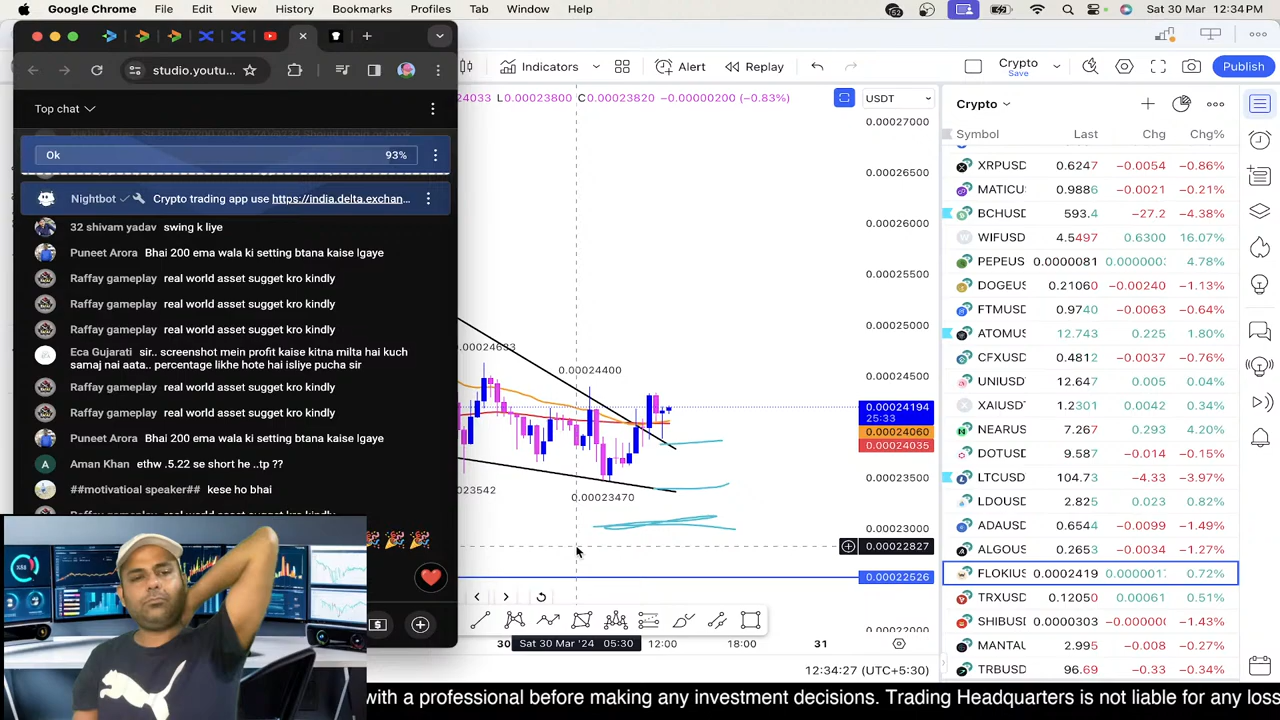 Google Chrome File Edit View History Bookmarks Profiles Tab Window Help
Sat 30 Mar 12:34 PM
studio.youtu...
Top chat
Ok 93%
Nightbot Crypto trading app use https://india.delta.exchan...
32 shivam yadav swing k liye
Puneet Arora Bhai 200 ema wala ki setting btana kaise lgaye
Raffay gameplay real world asset sugget kro kindly
Raffay gameplay real world asset sugget kro kindly
Raffay gameplay real world asset sugget kro kindly
Eca Gujarati sir.. screenshot mein profit kaise kitna milta hai kuch
samaj nai aata.. percentage likhe hote hai isliye pucha sir
Raffay gameplay real world asset sugget kro kindly
Raffay gameplay real world asset sugget kro kindly
Puneet Arora Bhai 200 ema wala ki setting btana kaise lgaye
Aman Khan ethw .5.22 se short he ..tp ??
##motivatioal speaker## kese ho bhai
Indicators Alert Replay Crypto Save Publish
24033 L0.00023800 C0.00023820 −0.00000200 (−0.83%)
USDT
0.00027000
0.00026500
0.00026000
0.00025500
0.00025000
0.00024500
0.00024194
25:33
0.00024060
0.00024035
0.00023500
0.00023000
0.00022827
0.00022526
0.00024400
0.00023470
30 Sat 30 Mar '24 05:30 12:00 18:00 31
12:34:27 (UTC+5:30)
Crypto
Symbol Last Chg Chg%
XRPUSD 0.6247 −0.0054 −0.86%
MATICU 0.9886 −0.0021 −0.21%
BCHUSD 593.4 −27.2 −4.38%
WIFUSD 4.5497 0.6300 16.07%
PEPEUS 0.0000081 0.000000: 4.78%
DOGEUS 0.21060 −0.00240 −1.13%
FTMUSD 0.9740 −0.0063 −0.64%
ATOMUS 12.743 0.225 1.80%
CFXUSD 0.4812 −0.0037 −0.76%
UNIUSD 12.647 0.005 0.04%
XAIUSD 1.2301 0.0042 0.34%
NEARUS 7.267 0.293 4.20%
DOTUSD 9.587 −0.014 −0.15%
LTCUSD 104.73 −4.33 −3.97%
LDOUSD 2.825 0.023 0.82%
ADAUSD 0.6544 −0.0099 −1.49%
ALGOUS 0.2653 −0.0034 −1.27%
FLOKIUS 0.0002419 0.000001 0.72%
TRXUSD 0.12050 0.00061 0.51%
SHIBUSD 0.0000303 −1.43%
MANTAU 2.995 −0.008 −0.27%
TRBUSD 96.69 −0.33 −0.34%
with a professional before making any investment decisions. Trading Headquarters is not liable for any loss